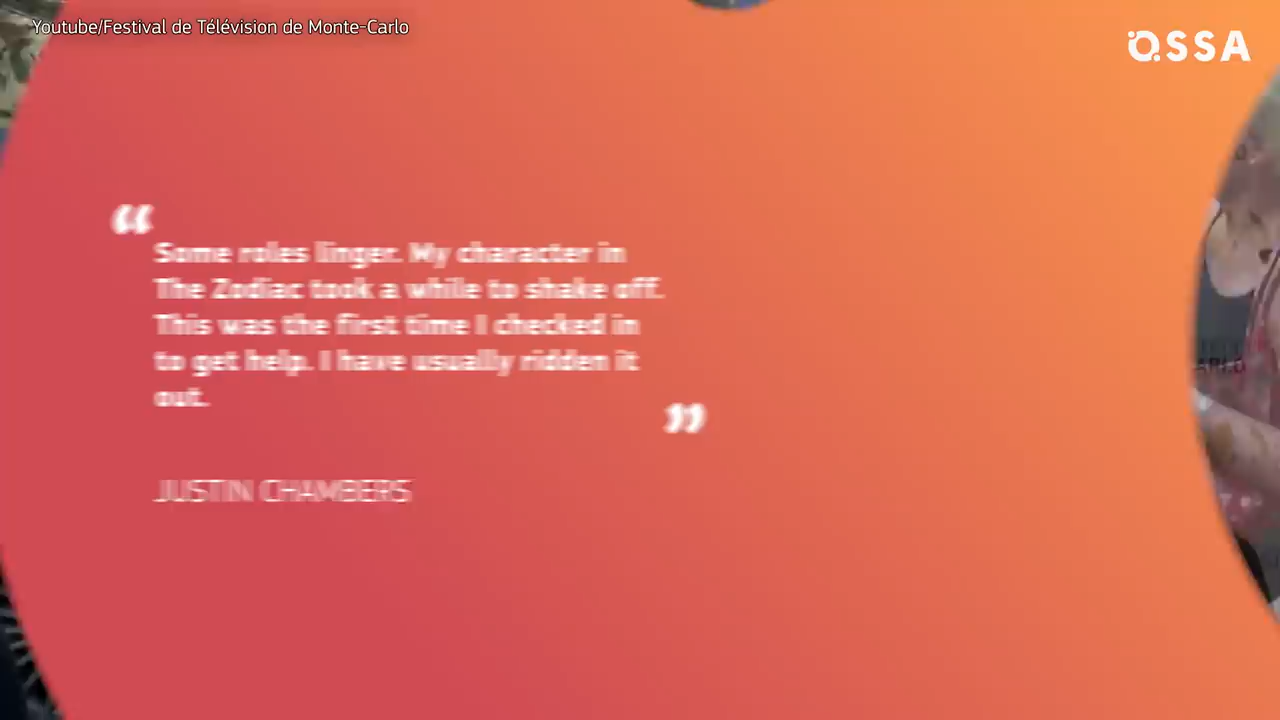 Youtube/Festival de Télévision de Monte-Carlo
OSSA
“
Some roles linger. My character in
The Zodiac took a while to shake off.
This was the first time I checked in
to get help. I have usually ridden it
out.
”
JUSTIN CHAMBERS